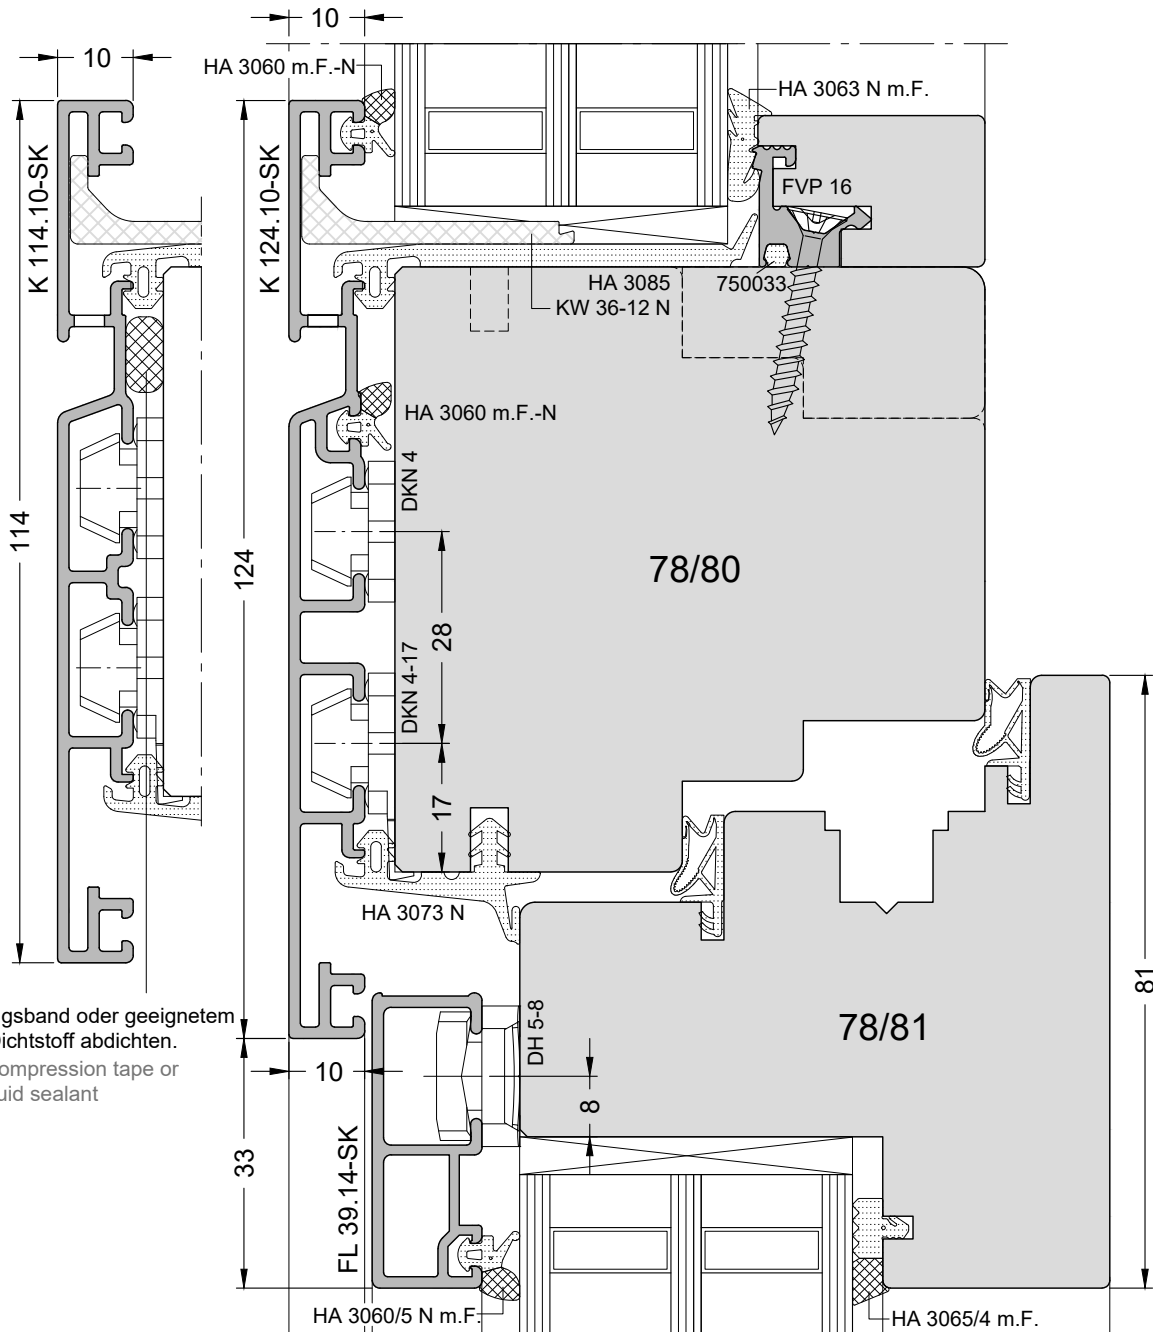 10
10
HA 3060 m.F.-N
HA 3063 N m.F.
K 114.10-SK
K 124.10-SK
FVP 16
HA 3085
750033
KW 36-12 N
HA 3060 m.F.-N
DKN 4
114
124
78/80
28
DKN 4-17
17
HA 3073 N
81
gsband oder geeignetem
ichtstoff abdichten.
ompression tape or
uid sealant
DH 5-8
78/81
10
8
33
FL 39.14-SK
HA 3060/5 N m.F.
HA 3065/4 m.F.